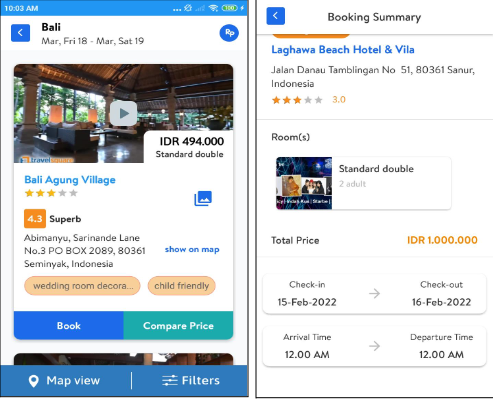 10:03 AM
100
Bali
Mar, Fri 18 - Mar, Sat 19
Rp
IDR 494.000
Standard double
Bali Agung Village
4.3 Superb
Abimanyu, Sarinande Lane
No.3 PO BOX 2089, 80361
Seminyak, Indonesia
show on map
wedding room decora...
child friendly
Book
Compare Price
Map view
Filters
Booking Summary
Laghawa Beach Hotel & Vila
Jalan Danau Tamblingan No 51, 80361 Sanur,
Indonesia
3.0
Room(s)
Standard double
2 adult
Total Price
IDR 1.000.000
Check-in
15-Feb-2022
Check-out
16-Feb-2022
Arrival Time
12.00 AM
Departure Time
12.00 AM